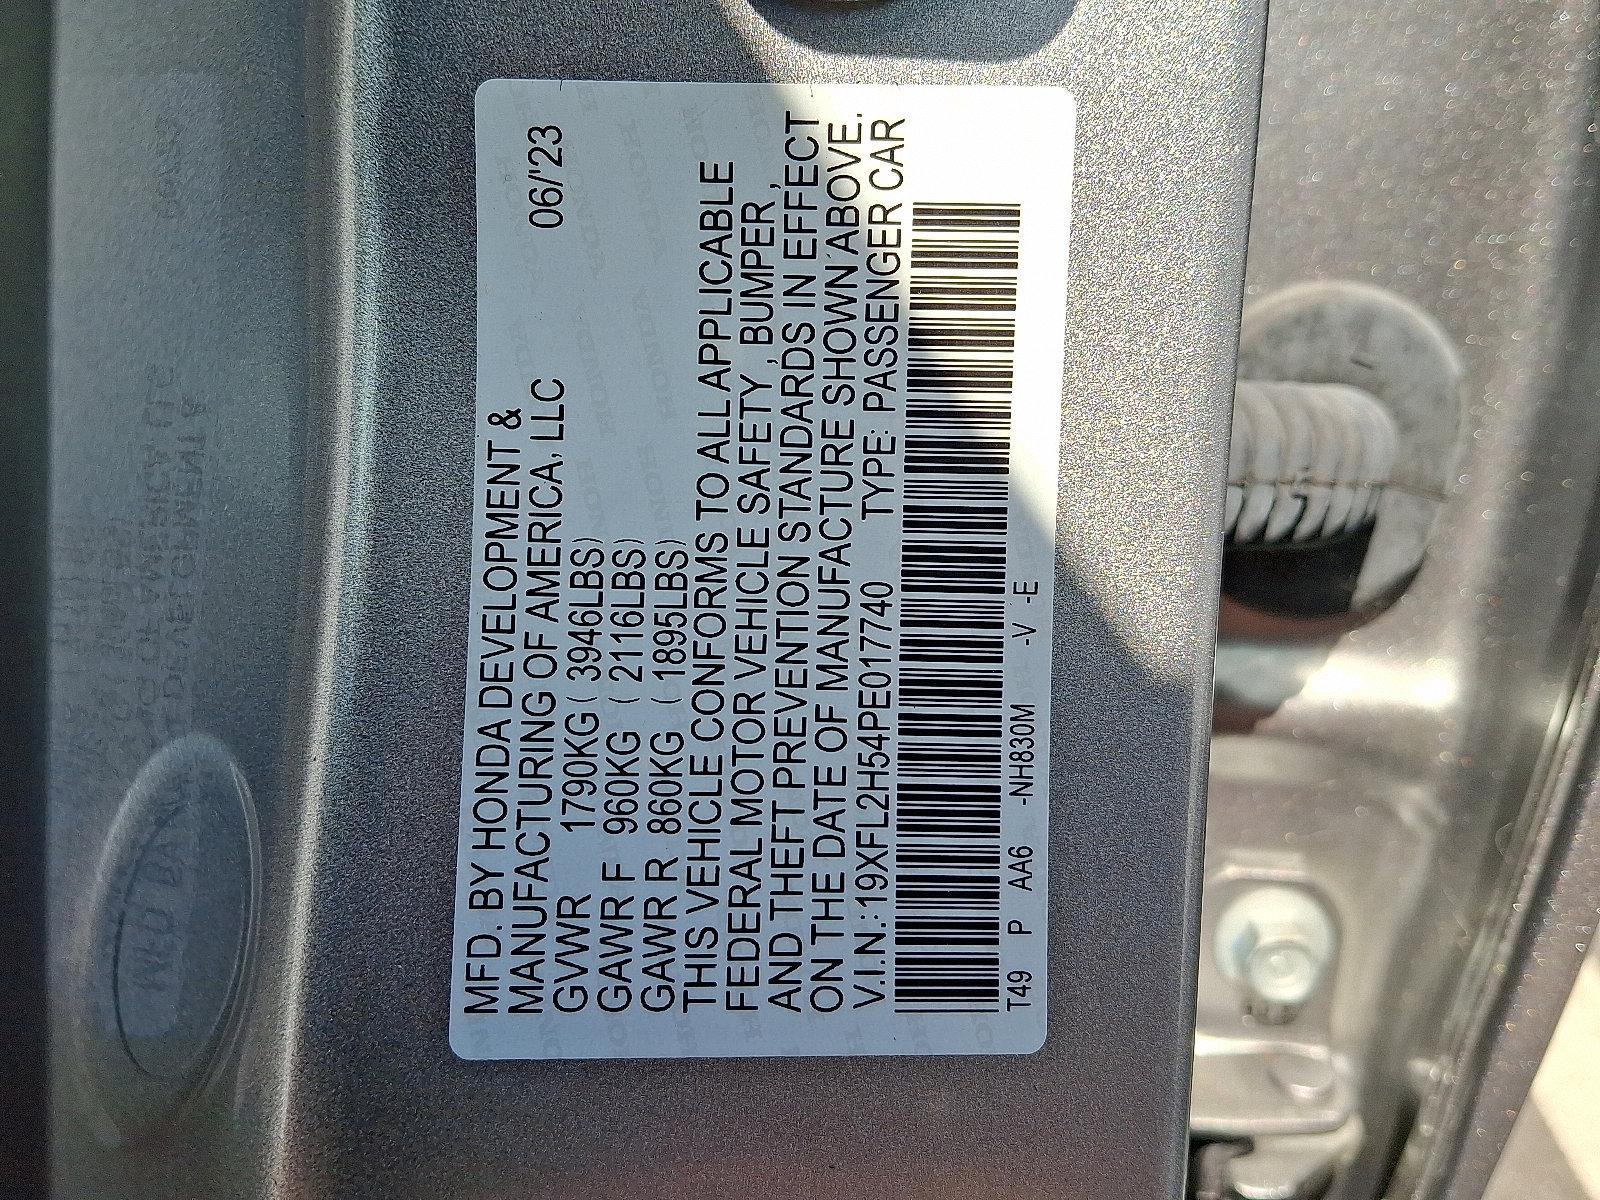 MFD. BY HONDA DEVELOPMENT &
MANUFACTURING OF AMERICA, LLC 06/'23
GVWR 1790KG ( 3946LBS)
GAWR F 960KG ( 2116LBS)
GAWR R 860KG ( 1895LBS)
THIS VEHICLE CONFORMS TO ALL APPLICABLE
FEDERAL MOTOR VEHICLE SAFETY , BUMPER ,
AND THEFT PREVENTION STANDARDS IN EFFECT
ON THE DATE OF MANUFACTURE SHOWN ABOVE.
V.I.N.:19XFL2H54PE017740 TYPE: PASSENGER CAR
T49 P AA6 -NH830M -V -E